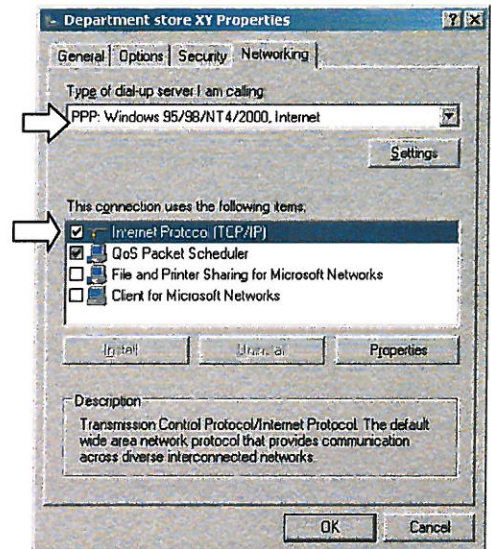 Department store XY Properties
General Options Security Networking
Type of dial-up server I am calling:
PPP: Windows 95/98/NT4/2000, Internet
Settings
This connection uses the following items:
Internet Protocol (TCP/IP)
QoS Packet Scheduler
File and Printer Sharing for Microsoft Networks
Client for Microsoft Networks
Install Uninstall Properties
Description
Transmission Control Protocol/Internet Protocol. The default
wide area network protocol that provides communication
across diverse interconnected networks.
OK Cancel